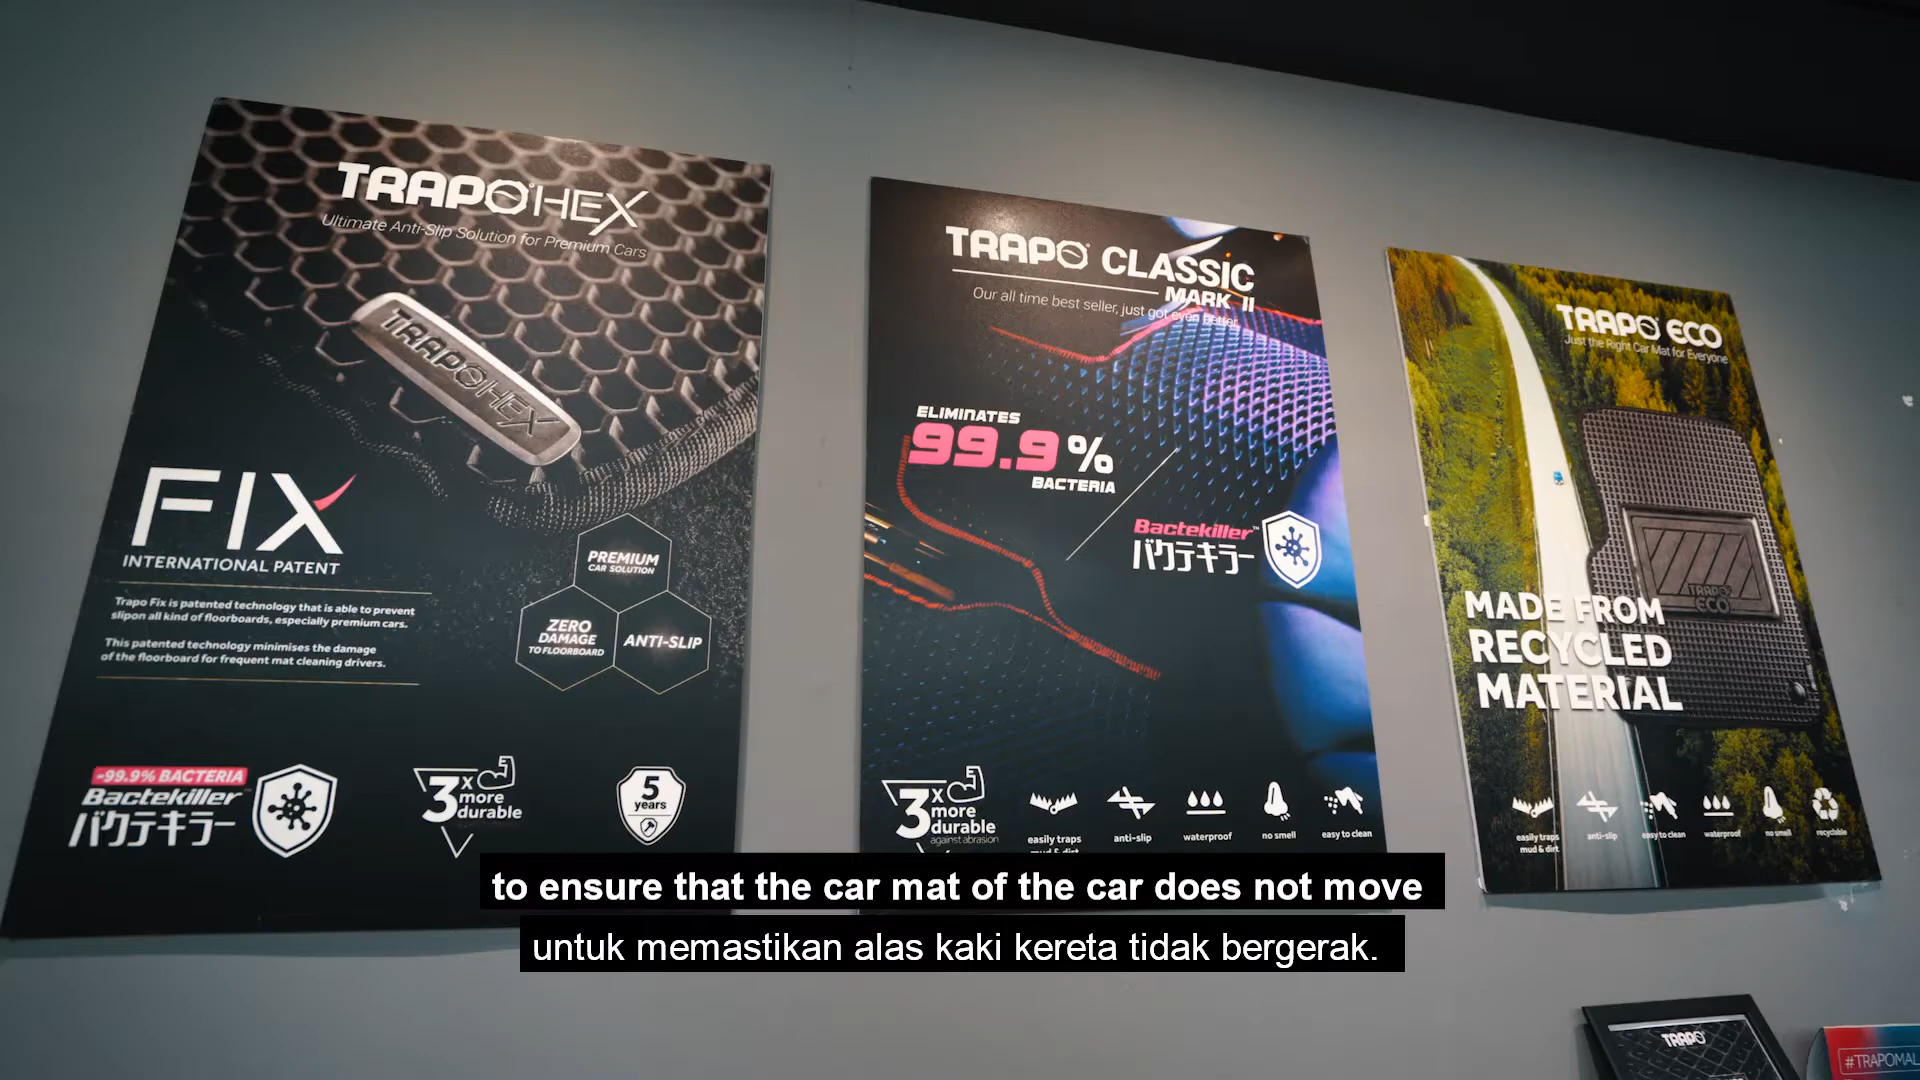 TRAPO HEX
Ultimate Anti-Slip Solution for Premium Cars
TRAPO HEX
FIX
INTERNATIONAL PATENT
Trapo Fix is patented technology that is able to prevent
slipon all kind of floorboards, especially premium cars.
This patented technology minimises the damage
of the floorboard for frequent mat cleaning drivers.
PREMIUM
CAR SOLUTION
ZERO
DAMAGE
TO FLOORBOARD
ANTI-SLIP
-99.9% BACTERIA
Bactekiller
バクテキラー
3x
more
durable
5
years
TRAPO CLASSIC
MARK II
Our all time best seller, just got even better
ELIMINATES
99.9%
BACTERIA
Bactekiller™
バクテキラー
3x
more
durable
against abrasion
easily traps
mud & dirt
anti-slip
waterproof
no smell
easy to clean
TRAPO ECO
Just the Right Car Mat for Everyone
TRAPO
ECO
MADE FROM
RECYCLED
MATERIAL
easily traps
mud & dirt
anti-slip
easy to clean
waterproof
no smell
recyclable
to ensure that the car mat of the car does not move
untuk memastikan alas kaki kereta tidak bergerak.
TRAPO
#TRAPOMAL